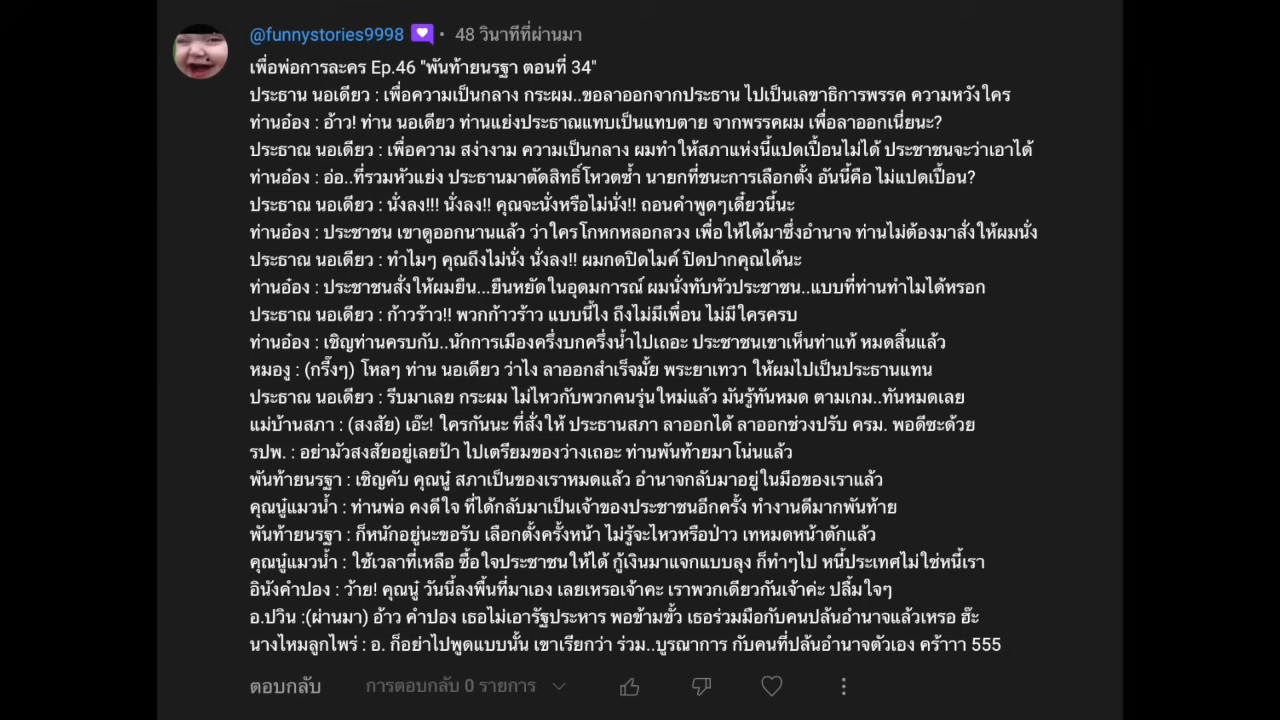 @funnystories9998 · 48 วินาทีที่ผ่านมา
เพื่อพ่อการละคร Ep.46 "พันท้ายนรฐา ตอนที่ 34"
ประธาน นอเดียว : เพื่อความเป็นกลาง กระผม..ขอลาออกจากประธาน ไปเป็นเลขาธิการพรรค ความหวังใคร
ท่านอ๋อง : อ้าว! ท่าน นอเดียว ท่านแย่งประธาณแทบเป็นแทบตาย จากพรรคผม เพื่อลาออกเนี่ยนะ?
ประธาณ นอเดียว : เพื่อความ สง่างาม ความเป็นกลาง ผมทำให้สภาแห่งนี้แปดเปื้อนไม่ได้ ประชาชนจะว่าเอาได้
ท่านอ๋อง : อ่อ..ที่รวมหัวแย่ง ประธานมาตัดสิทธิ์โหวตซ้ำ นายกที่ชนะการเลือกตั้ง อันนี้คือ ไม่แปดเปื้อน?
ประธาณ นอเดียว : นั่งลง!!! นั่งลง!! คุณจะนั่งหรือไม่นั่ง!! ถอนคำพูดๆเดี๋ยวนี้นะ
ท่านอ๋อง : ประชาชน เขาดูออกนานแล้ว ว่าใครโกหกหลอกลวง เพื่อให้ได้มาซึ่งอำนาจ ท่านไม่ต้องมาสั่งให้ผมนั่ง
ประธาณ นอเดียว : ทำไมๆ คุณถึงไม่นั่ง นั่งลง!! ผมกดปิดไมค์ ปิดปากคุณได้นะ
ท่านอ๋อง : ประชาชนสั่งให้ผมยืน...ยืนหยัดในอุดมการณ์ ผมนั่งทับหัวประชาชน..แบบที่ท่านทำไมได้หรอก
ประธาณ นอเดียว : ก้าวร้าว!! พวกก้าวร้าว แบบนี้ไง ถึงไม่มีเพื่อน ไม่มีใครครบ
ท่านอ๋อง : เชิญท่านครบกับ..นักการเมืองครึ่งบกครึ่งน้ำไปเถอะ ประชาชนเขาเห็นท่าแท้ หมดสิ้นแล้ว
หมองู : (กรี๊งๆ) โหลๆ ท่าน นอเดียว ว่าไง ลาออกสำเร็จมั้ย พระยาเทวา ให้ผมไปเป็นประธานแทน
ประธาณ นอเดียว : รีบมาเลย กระผม ไม่ไหวกับพวกคนรุ่นใหม่แล้ว มันรู้ทันหมด ตามเกม..ทันหมดเลย
แม่บ้านสภา : (สงสัย) เอ๊ะ! ใครกันนะ ที่สั่งให้ ประธานสภา ลาออกได้ ลาออกช่วงปรับ ครม. พอดีซะด้วย
รปพ. : อย่ามัวสงสัยอยู่เลยป้า ไปเตรียมของว่างเถอะ ท่านพันท้ายมาโน่นแล้ว
พันท้ายนรฐา : เชิญคับ คุณนู๋ สภาเป็นของเราหมดแล้ว อำนาจกลับมาอยู่ในมือของเราแล้ว
คุณนู๋แมวน้ำ : ท่านพ่อ คงดีใจ ที่ได้กลับมาเป็นเจ้าของประชาชนอีกครั้ง ทำงานดีมากพันท้าย
พันท้ายนรฐา : ก็หนักอยู่นะขอรับ เลือกตั้งครั้งหน้า ไม่รู้จะไหวหรือป่าว เทหมดหน้าตักแล้ว
คุณนู๋แมวน้ำ : ใช้เวลาที่เหลือ ซื้อใจประชาชนให้ได้ กู้เงินมาแจกแบบลุง ก็ทำๆไป หนี้ประเทศไม่ใช่หนี้เรา
อินังคำปอง : ว้าย! คุณนู๋ วันนี้ลงพื้นที่มาเอง เลยเหรอเจ้าคะ เราพวกเดียวกันเจ้าค่ะ ปลื้มใจๆ
อ.ปวิน :(ผ่านมา) อ้าว คำปอง เธอไม่เอารัฐประหาร พอข้ามขั้ว เธอร่วมมือกับคนปล้นอำนาจแล้วเหรอ ฮ๊ะ
นางไหมลูกไพร่ : อ. ก็อย่าไปพูดแบบนั้น เขาเรียกว่า ร่วม..บูรณาการ กับคนที่ปล้นอำนาจตัวเอง คร้าาา 555
ตอบกลับ การตอบกลับ 0 รายการ